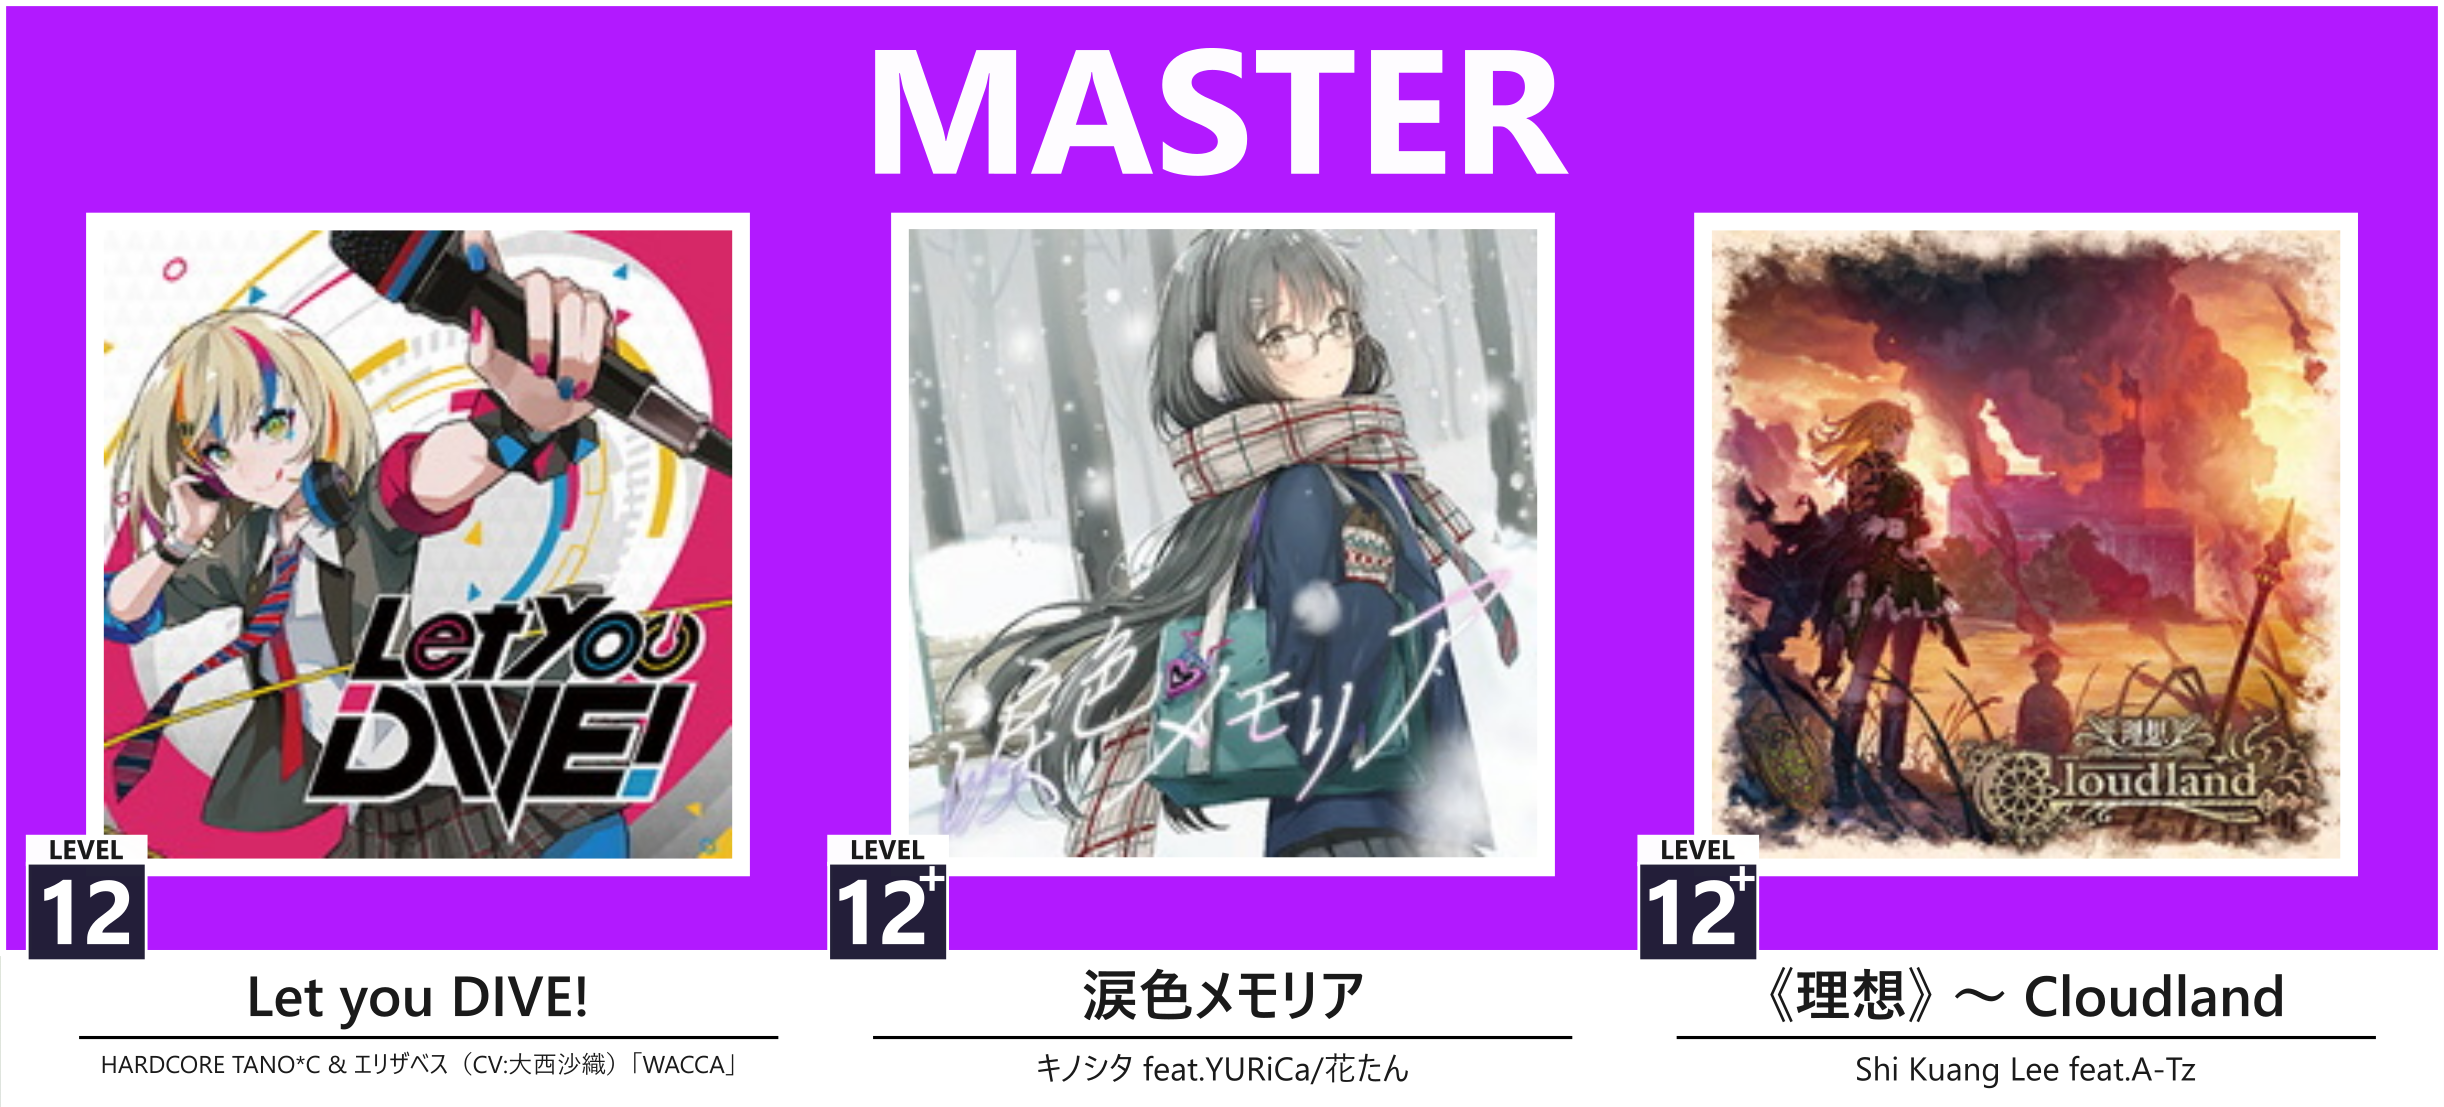 MASTER
Let You
DIVE!
涙色メモリア
理想
Cloudland
LEVEL
12
LEVEL
12+
LEVEL
12+
Let you DIVE!
涙色メモリア
《理想》～ Cloudland
HARDCORE TANO*C & エリザベス（CV:大西沙織）「WACCA」
キノシタ feat.YURiCa/花たん
Shi Kuang Lee feat.A-Tz